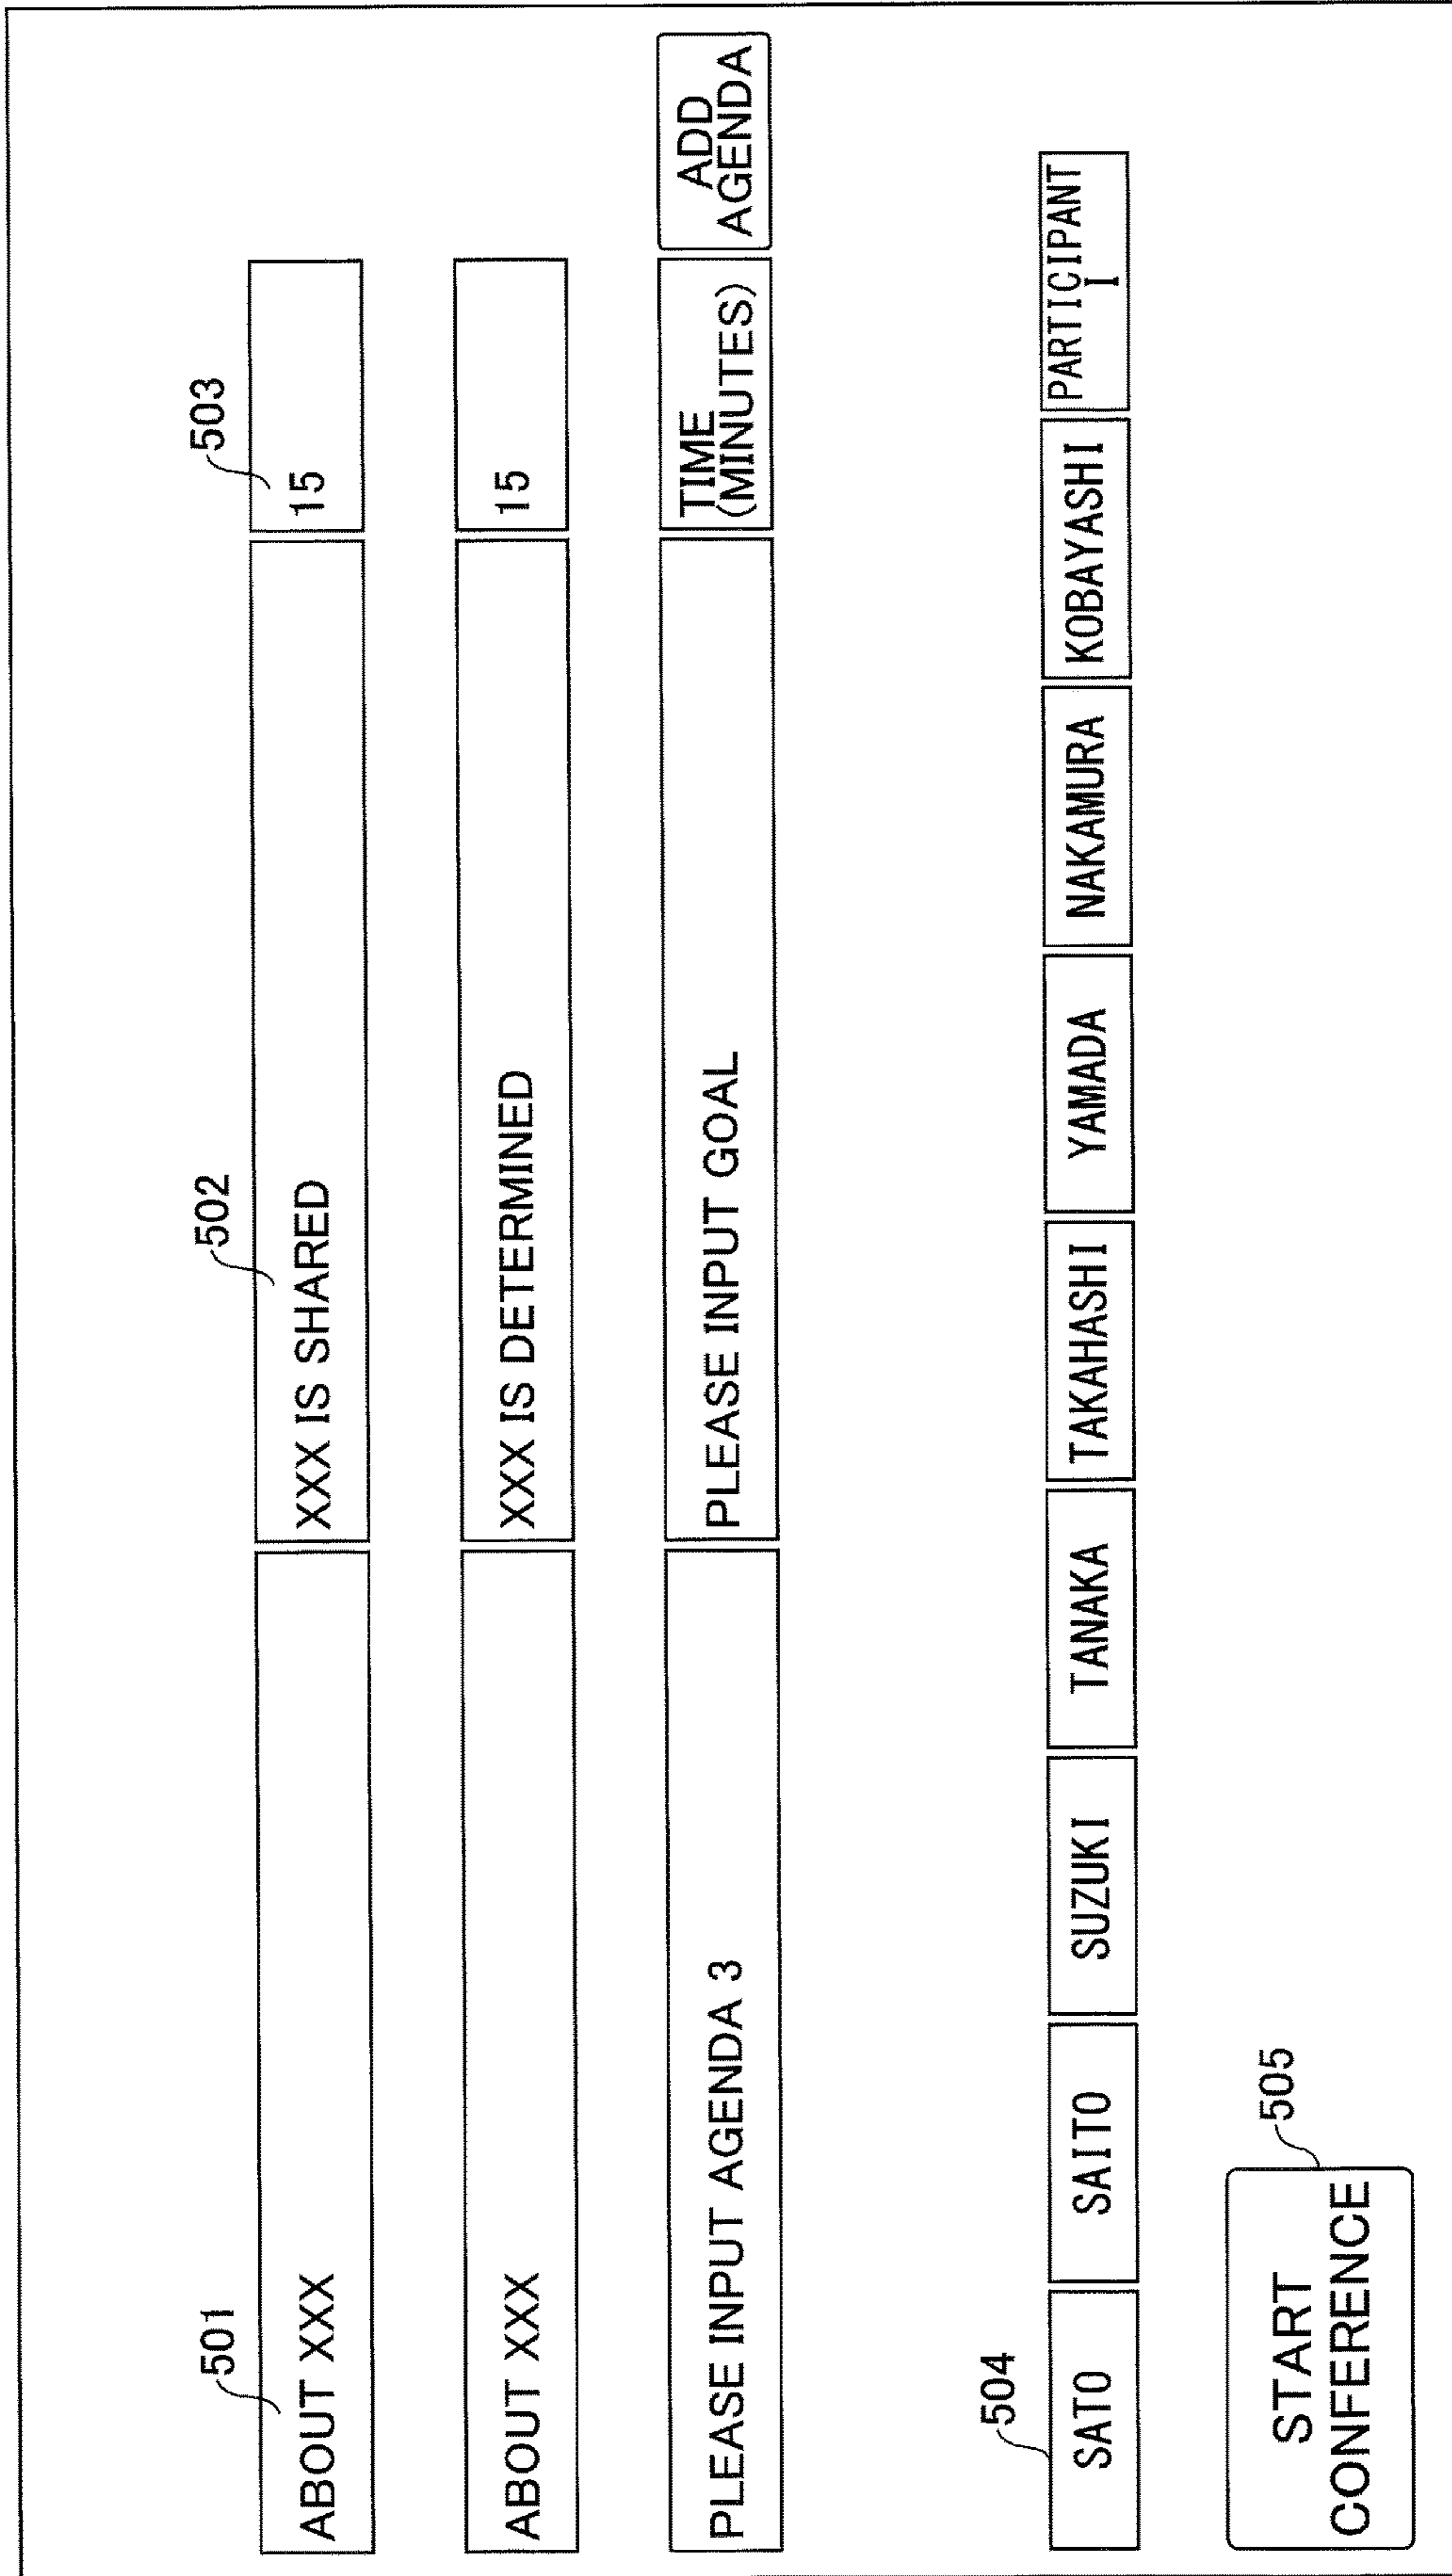 501
502
503
ABOUT XXX
XXX IS SHARED
15
ABOUT XXX
XXX IS DETERMINED
15
PLEASE INPUT AGENDA 3
PLEASE INPUT GOAL
TIME
(MINUTES)
ADD
AGENDA
504
SATO
SAITO
SUZUKI
TANAKA
TAKAHASHI
YAMADA
NAKAMURA
KOBAYASHI
PARTICIPANT
I
START
CONFERENCE
505